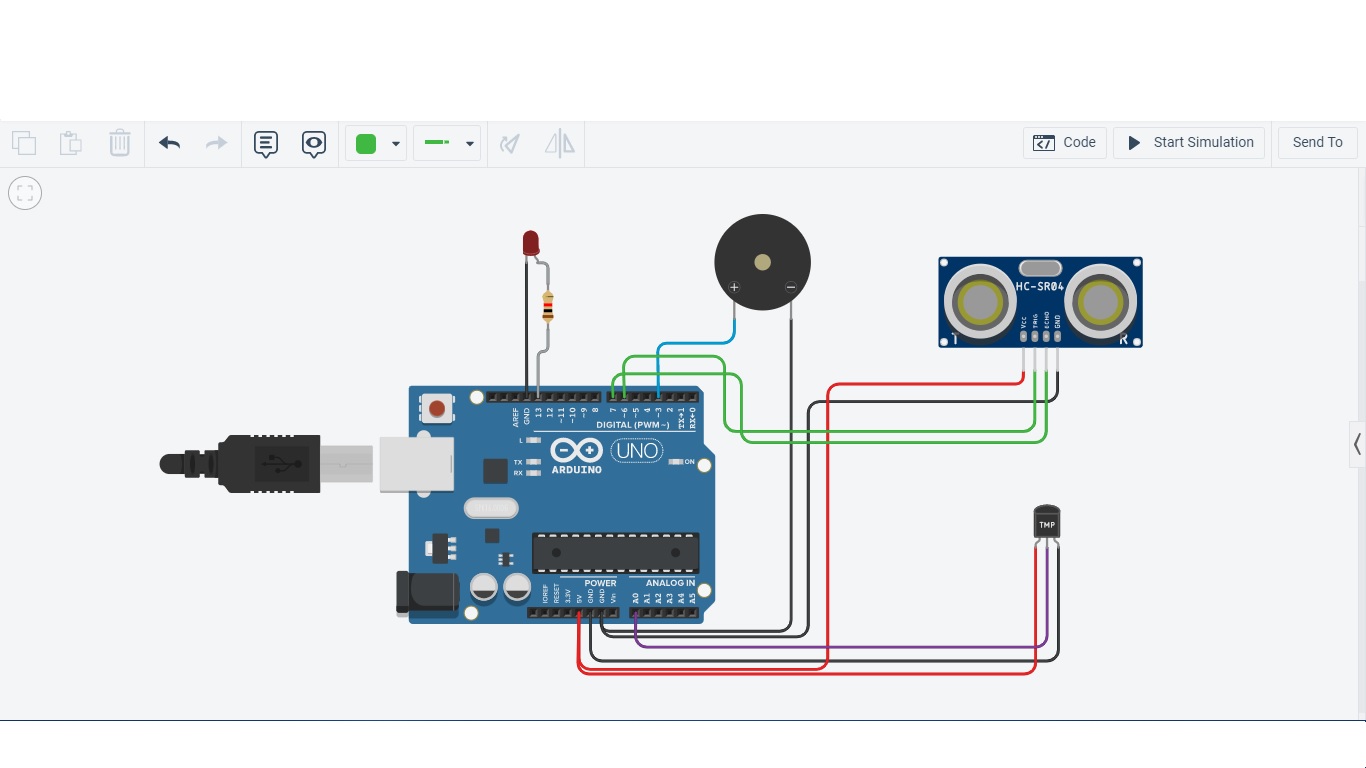 Code
Start Simulation
Send To
+
−
HC-SR04
VCC
TRIG
ECHO
GND
T
R
AREF
GND
13
12
~11
~10
~9
8
7
~6
~5
4
~3
2
TX→1
RX←0
DIGITAL (PWM~)
L
TX
RX
ARDUINO
UNO
ON
TMP
POWER
ANALOG IN
IOREF
RESET
3.3V
5V
GND
GND
Vin
A0
A1
A2
A3
A4
A5